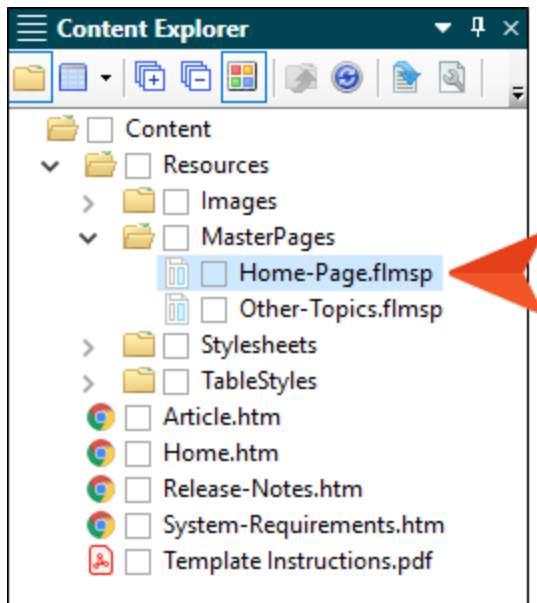 Content Explorer
Content
Resources
Images
MasterPages
Home-Page.flmsp
Other-Topics.flmsp
Stylesheets
TableStyles
Article.htm
Home.htm
Release-Notes.htm
System-Requirements.htm
Template Instructions.pdf